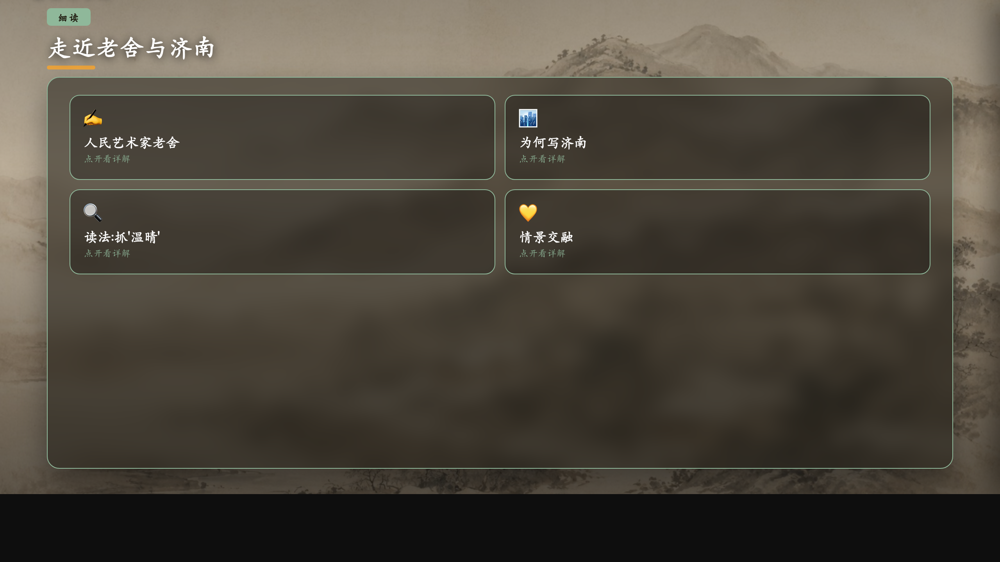 细读
走近老舍与济南
人民艺术家老舍
点开看详解
为何写济南
点开看详解
读法:抓'温晴'
点开看详解
情景交融
点开看详解